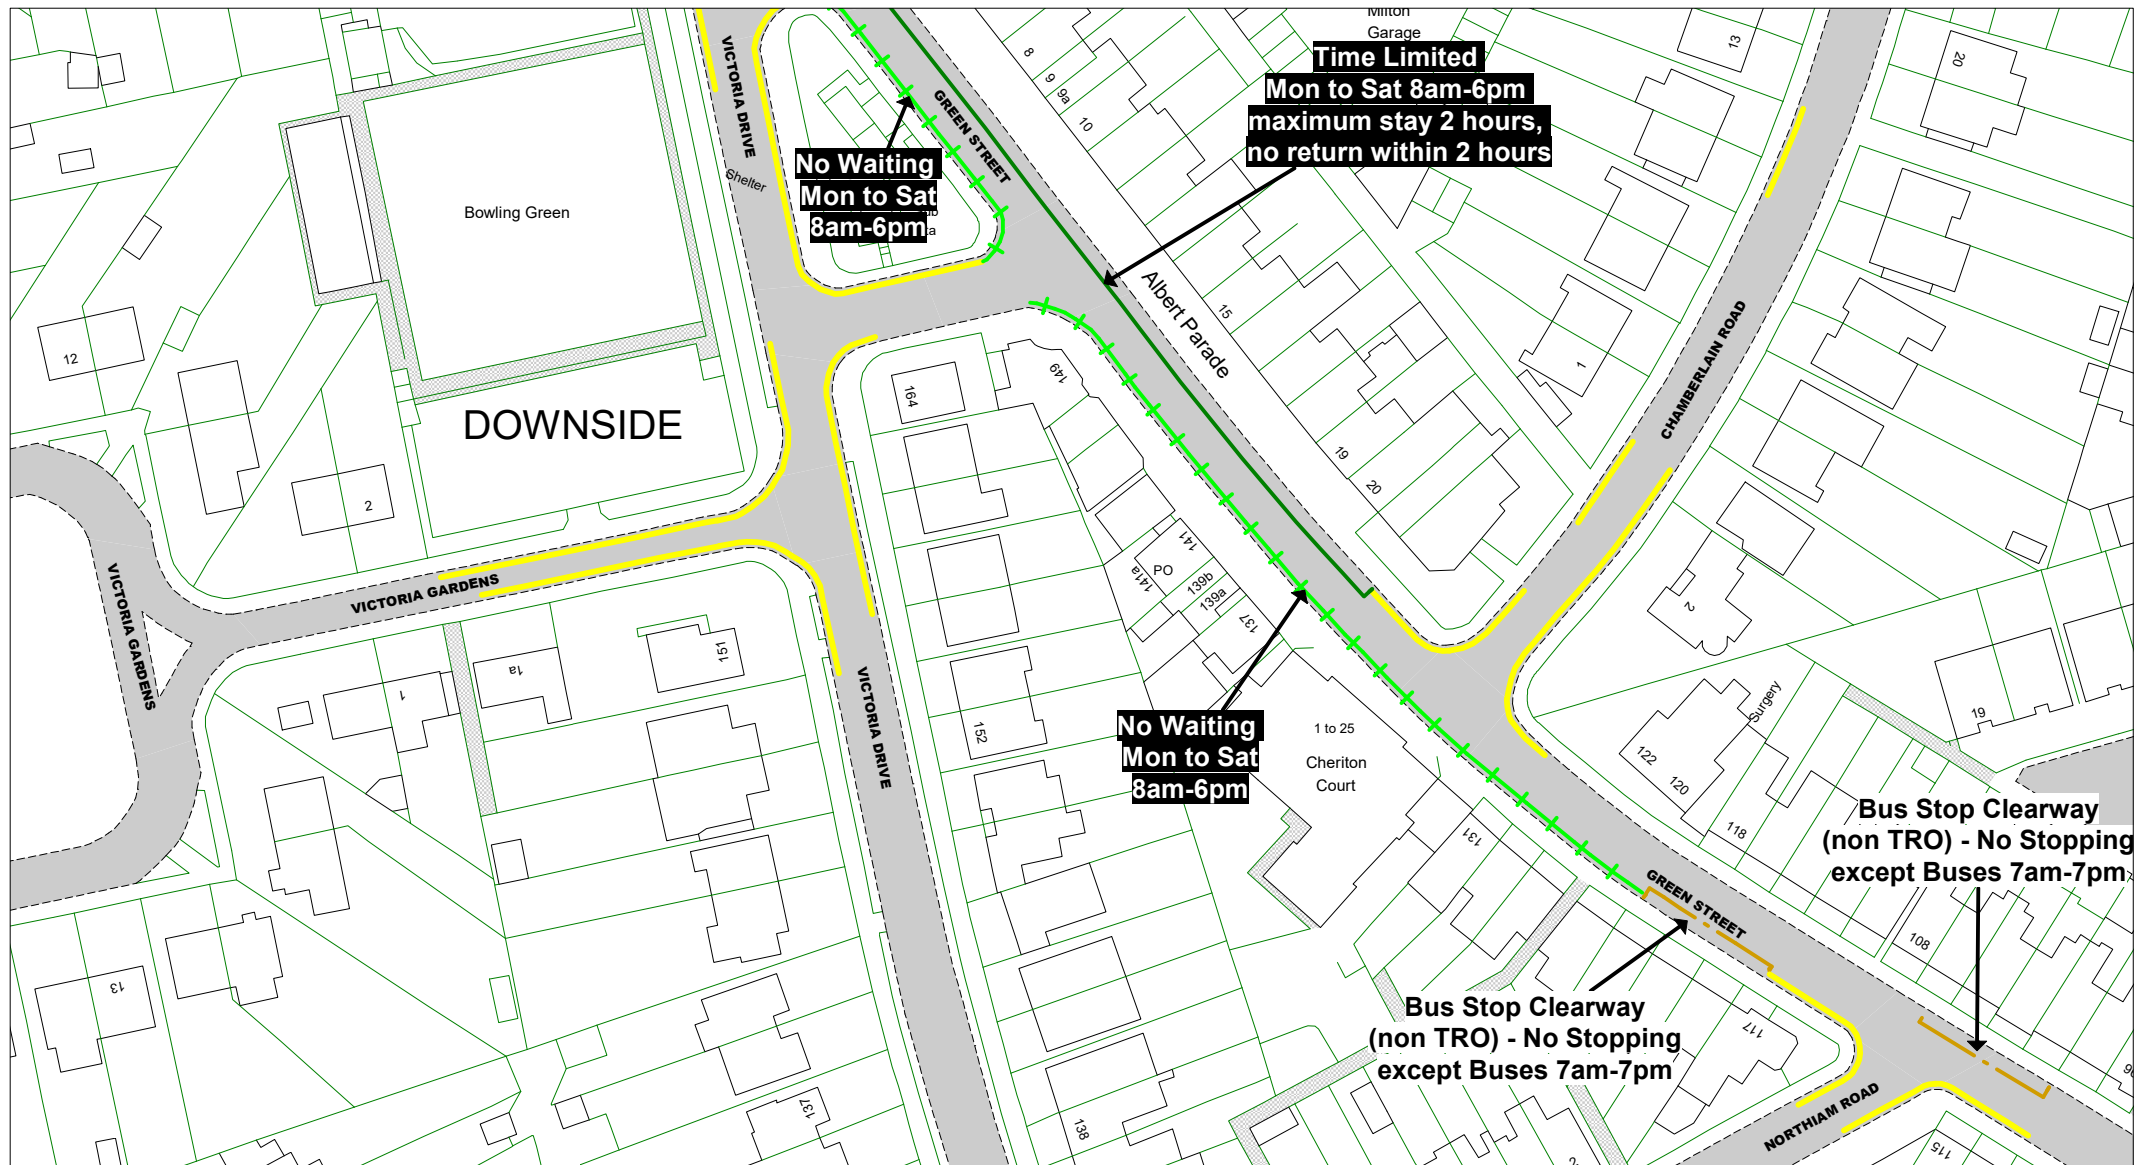 Milton
Garage
Time Limited
Mon to Sat 8am-6pm
maximum stay 2 hours,
no return within 2 hours
VICTORIA DRIVE
Shelter
GREEN STREET
No Waiting
Mon to Sat
8am-6pm
8
9
9a
10
13
20
Bowling Green
Albert Parade
15
19
20
1
CHAMBERLAIN ROAD
12
2
DOWNSIDE
164
149
VICTORIA GARDENS
VICTORIA GARDENS
141
PO
141a
139b
139a
137
2
1
1a
151
VICTORIA DRIVE
152
No Waiting
Mon to Sat
8am-6pm
1 to 25
Cheriton
Court
Surgery
19
122
120
118
131
GREEN STREET
Bus Stop Clearway
(non TRO) - No Stopping
except Buses 7am-7pm
108
13
Bus Stop Clearway
(non TRO) - No Stopping
except Buses 7am-7pm
117
137
138
NORTHIAM ROAD
115